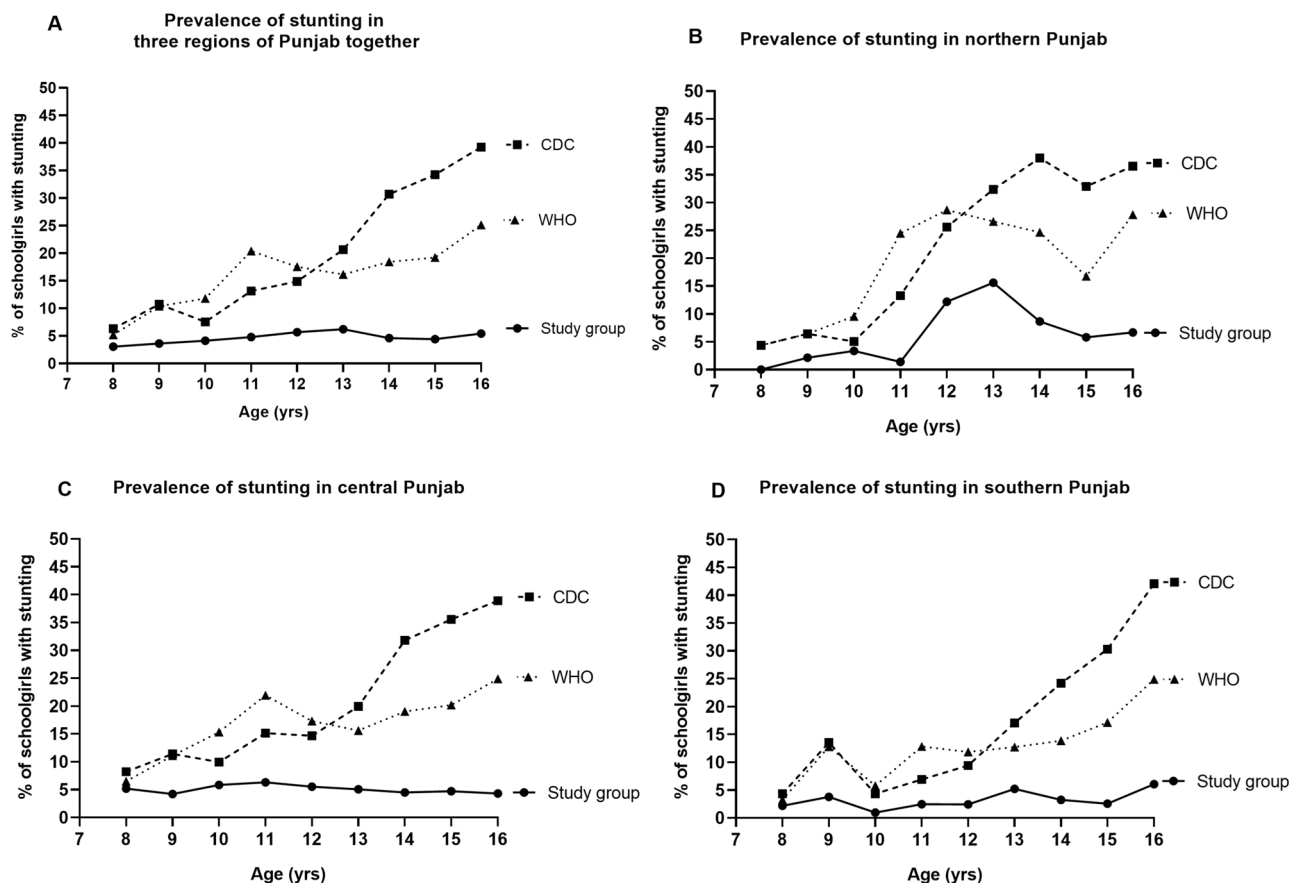 A
Prevalence of stunting in
three regions of Punjab together
% of schoolgirls with stunting
50
45
40
35
30
25
20
15
10
5
0
7 8 9 10 11 12 13 14 15 16
Age (yrs)
CDC
WHO
Study group
B
Prevalence of stunting in northern Punjab
% of schoolgirls with stunting
50
45
40
35
30
25
20
15
10
5
0
7 8 9 10 11 12 13 14 15 16
Age (yrs)
CDC
WHO
Study group
C
Prevalence of stunting in central Punjab
% of schoolgirls with stunting
50
45
40
35
30
25
20
15
10
5
0
7 8 9 10 11 12 13 14 15 16
Age (yrs)
CDC
WHO
Study group
D
Prevalence of stunting in southern Punjab
% of schoolgirls with stunting
50
45
40
35
30
25
20
15
10
5
0
7 8 9 10 11 12 13 14 15 16
Age (yrs)
CDC
WHO
Study group